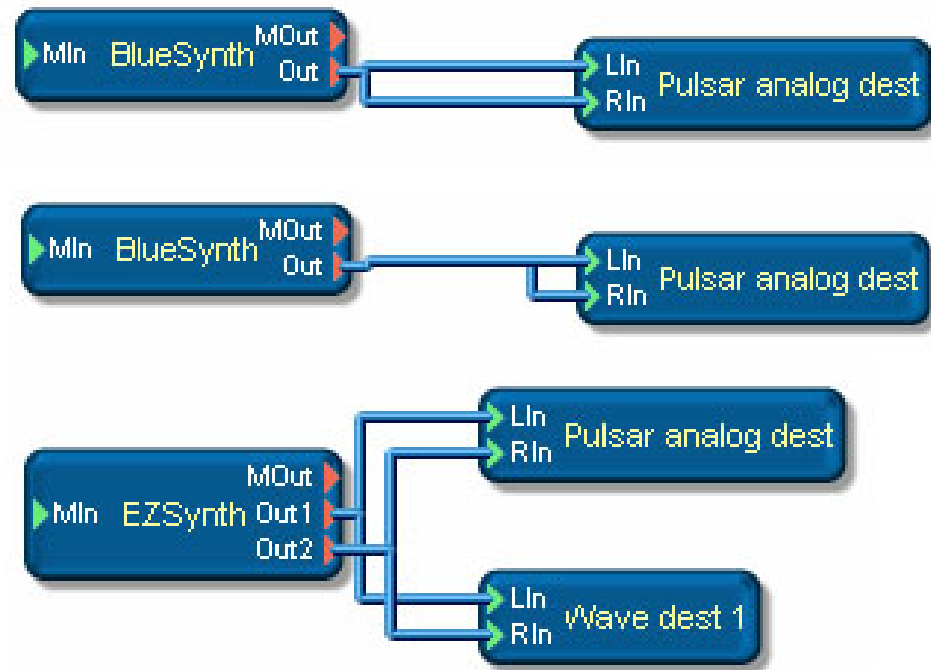 MOut
MIn BlueSynth
Out
LIn
Pulsar analog dest
RIn
MOut
MIn BlueSynth
Out
LIn
Pulsar analog dest
RIn
LIn
Pulsar analog dest
RIn
MOut
MIn EZSynth Out1
Out2
LIn
Wave dest 1
RIn